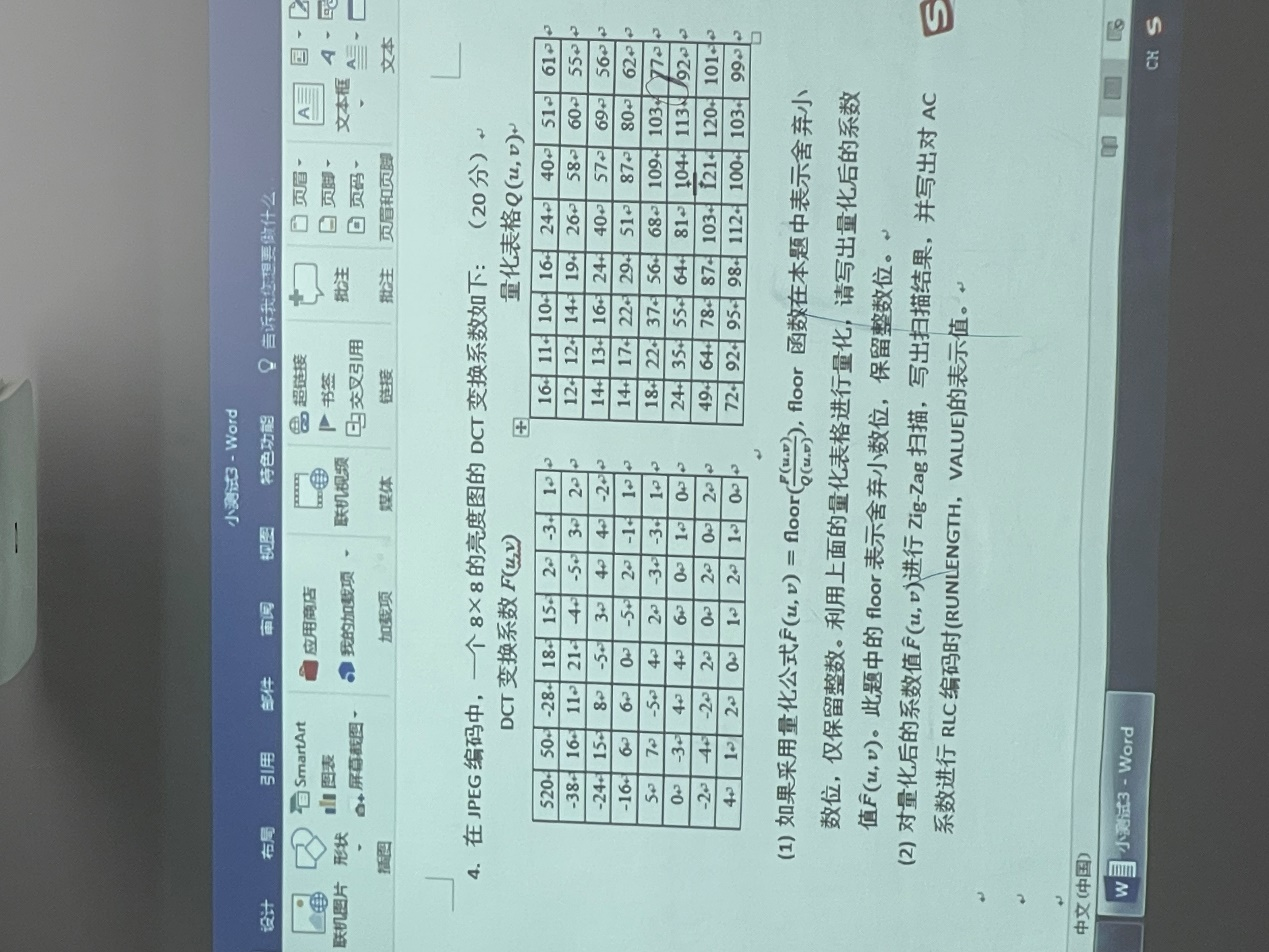 小测试3 - Word
设计 布局 引用 邮件 审阅 视图 特色功能 告诉我您想要做什么
联机图片 形状 SmartArt 图表 屏幕截图
插图
应用商店 我的加载项
加载项
联机视频
媒体
超链接 书签 交叉引用
链接
批注
批注
页眉 页脚 页码
页眉和页脚
文本框
文本
4. 在 JPEG 编码中，一个 8×8 的亮度图的 DCT 变换系数如下：（20 分）
DCT 变换系数 F(u,v) 量化表格Q(u,v)
520 50 -28 18 15 2 -3 1
-38 16 11 21 -4 -5 3 2
-24 15 8 -5 3 4 4 -2
-16 6 6 0 -5 2 -1 1
5 7 -5 4 2 -3 -3 1
0 -3 4 4 6 0 1 0
-2 -4 -2 2 0 2 0 2
4 1 2 0 1 2 1 0
16 11 10 16 24 40 51 61
12 12 14 19 26 58 60 55
14 13 16 24 40 57 69 56
14 17 22 29 51 87 80 62
18 22 37 56 68 109 103 77
24 35 55 64 81 104 113 92
49 64 78 87 103 121 120 101
72 92 95 98 112 100 103 99
(1) 如果采用量化公式F̂(u,v) = floor(F(u,v)/Q(u,v)), floor 函数在本题中表示舍弃小
数位，仅保留整数。利用上面的量化表格进行量化，请写出量化后的系数
值F̂(u,v)。此题中的 floor 表示舍弃小数位，保留整数位。
(2) 对量化后的系数值F̂(u,v)进行 Zig-Zag 扫描，写出扫描结果，并写出对 AC
系数进行 RLC 编码时(RUNLENGTH，VALUE)的表示值。
中文(中国)
小测试3 - Word
CH